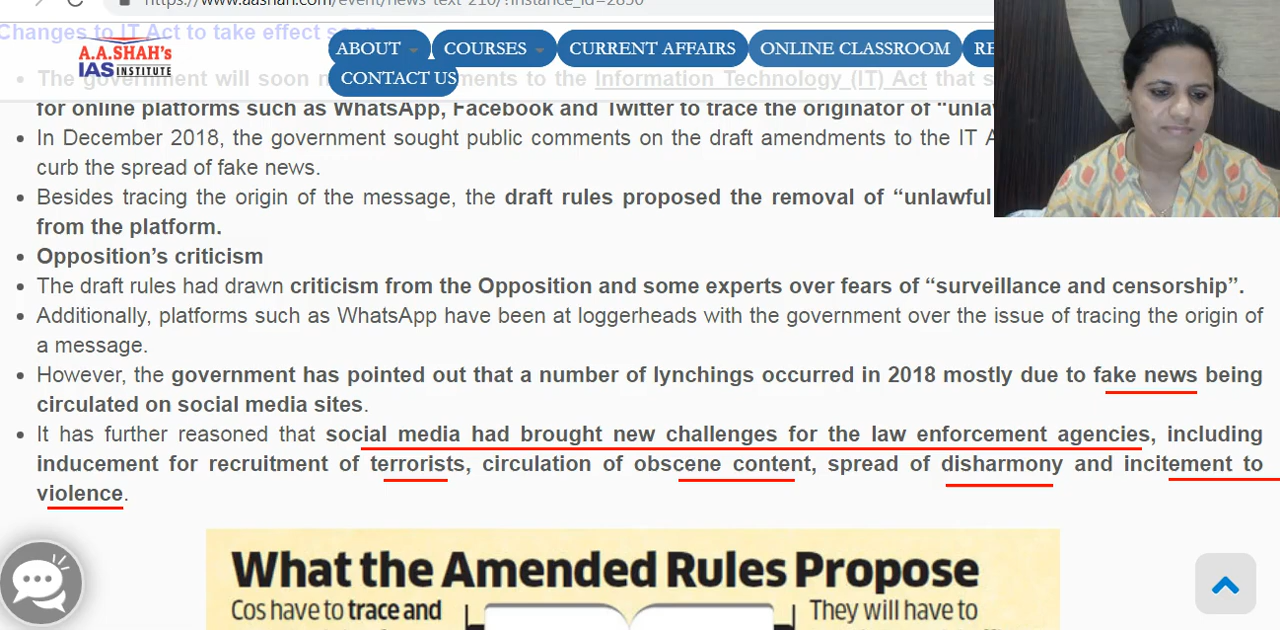 https://www.aashah.com/event/news-text-210/?instance_id=2850
Changes to IT Act to take effect soon
A.A.SHAH's
IAS INSTITUTE
ABOUT
COURSES
CURRENT AFFAIRS
ONLINE CLASSROOM
RE
CONTACT US
The government will soon n ments to the Information Technology (IT) Act that s
for online platforms such as WhatsApp, Facebook and Twitter to trace the originator of “unlaw
In December 2018, the government sought public comments on the draft amendments to the IT A
curb the spread of fake news.
Besides tracing the origin of the message, the draft rules proposed the removal of “unlawful
from the platform.
Opposition’s criticism
The draft rules had drawn criticism from the Opposition and some experts over fears of “surveillance and censorship”.
Additionally, platforms such as WhatsApp have been at loggerheads with the government over the issue of tracing the origin of
a message.
However, the government has pointed out that a number of lynchings occurred in 2018 mostly due to fake news being
circulated on social media sites.
It has further reasoned that social media had brought new challenges for the law enforcement agencies, including
inducement for recruitment of terrorists, circulation of obscene content, spread of disharmony and incitement to
violence.
What the Amended Rules Propose
Cos have to trace and
They will have to